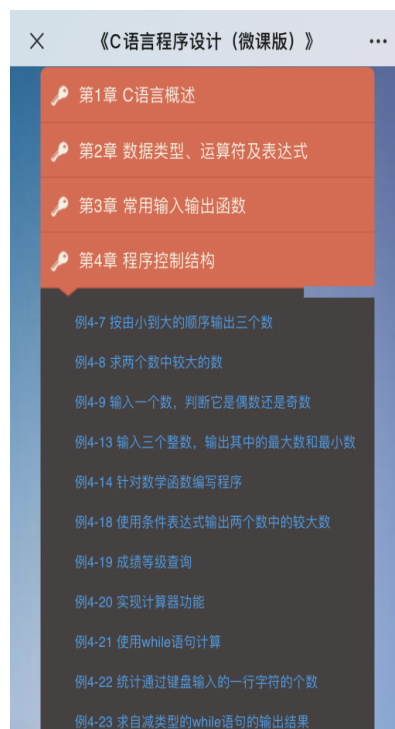 《C语言程序设计（微课版）》
第1章 C语言概述
第2章 数据类型、运算符及表达式
第3章 常用输入输出函数
第4章 程序控制结构
例4-7 按由小到大的顺序输出三个数
例4-8 求两个数中较大的数
例4-9 输入一个数，判断它是偶数还是奇数
例4-13 输入三个整数，输出其中的最大数和最小数
例4-14 针对数学函数编写程序
例4-18 使用条件表达式输出两个数中的较大数
例4-19 成绩等级查询
例4-20 实现计算器功能
例4-21 使用while语句计算
例4-22 统计通过键盘输入的一行字符的个数
例4-23 求自减类型的while语句的输出结果